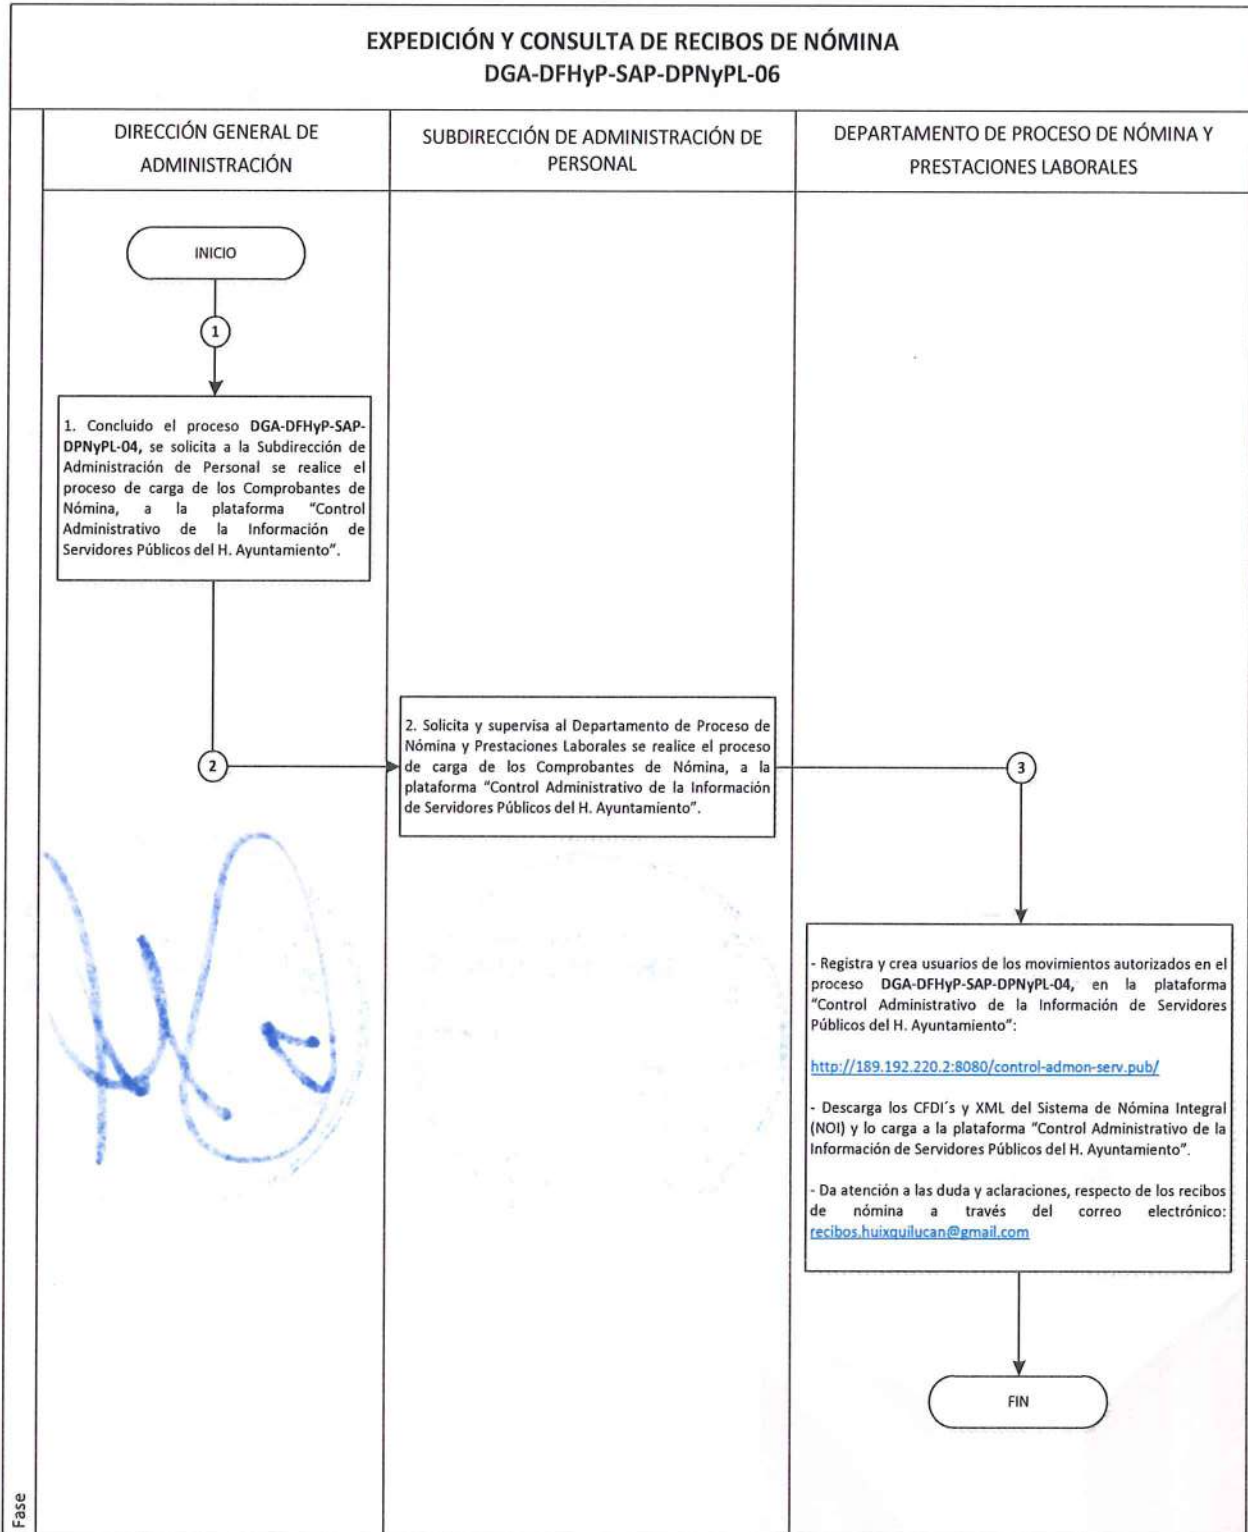 EXPEDICIÓN Y CONSULTA DE RECIBOS DE NÓMINA
DGA-DFHyP-SAP-DPNyPL-06
DIRECCIÓN GENERAL DE
ADMINISTRACIÓN
SUBDIRECCIÓN DE ADMINISTRACIÓN DE
PERSONAL
DEPARTAMENTO DE PROCESO DE NÓMINA Y
PRESTACIONES LABORALES
INICIO
1
1. Concluido el proceso DGA-DFHyP-SAP-
DPNyPL-04, se solicita a la Subdirección de
Administración de Personal se realice el
proceso de carga de los Comprobantes de
Nómina, a la plataforma “Control
Administrativo de la Información de
Servidores Públicos del H. Ayuntamiento”.
2
2. Solicita y supervisa al Departamento de Proceso de
Nómina y Prestaciones Laborales se realice el proceso
de carga de los Comprobantes de Nómina, a la
plataforma “Control Administrativo de la Información
de Servidores Públicos del H. Ayuntamiento”.
3
- Registra y crea usuarios de los movimientos autorizados en el
proceso DGA-DFHyP-SAP-DPNyPL-04, en la plataforma
“Control Administrativo de la Información de Servidores
Públicos del H. Ayuntamiento”:
http://189.192.220.2:8080/control-admon-serv.pub/
- Descarga los CFDI´s y XML del Sistema de Nómina Integral
(NOI) y lo carga a la plataforma “Control Administrativo de la
Información de Servidores Públicos del H. Ayuntamiento”.
- Da atención a las duda y aclaraciones, respecto de los recibos
de nómina a través del correo electrónico:
recibos.huixquilucan@gmail.com
FIN
Fase